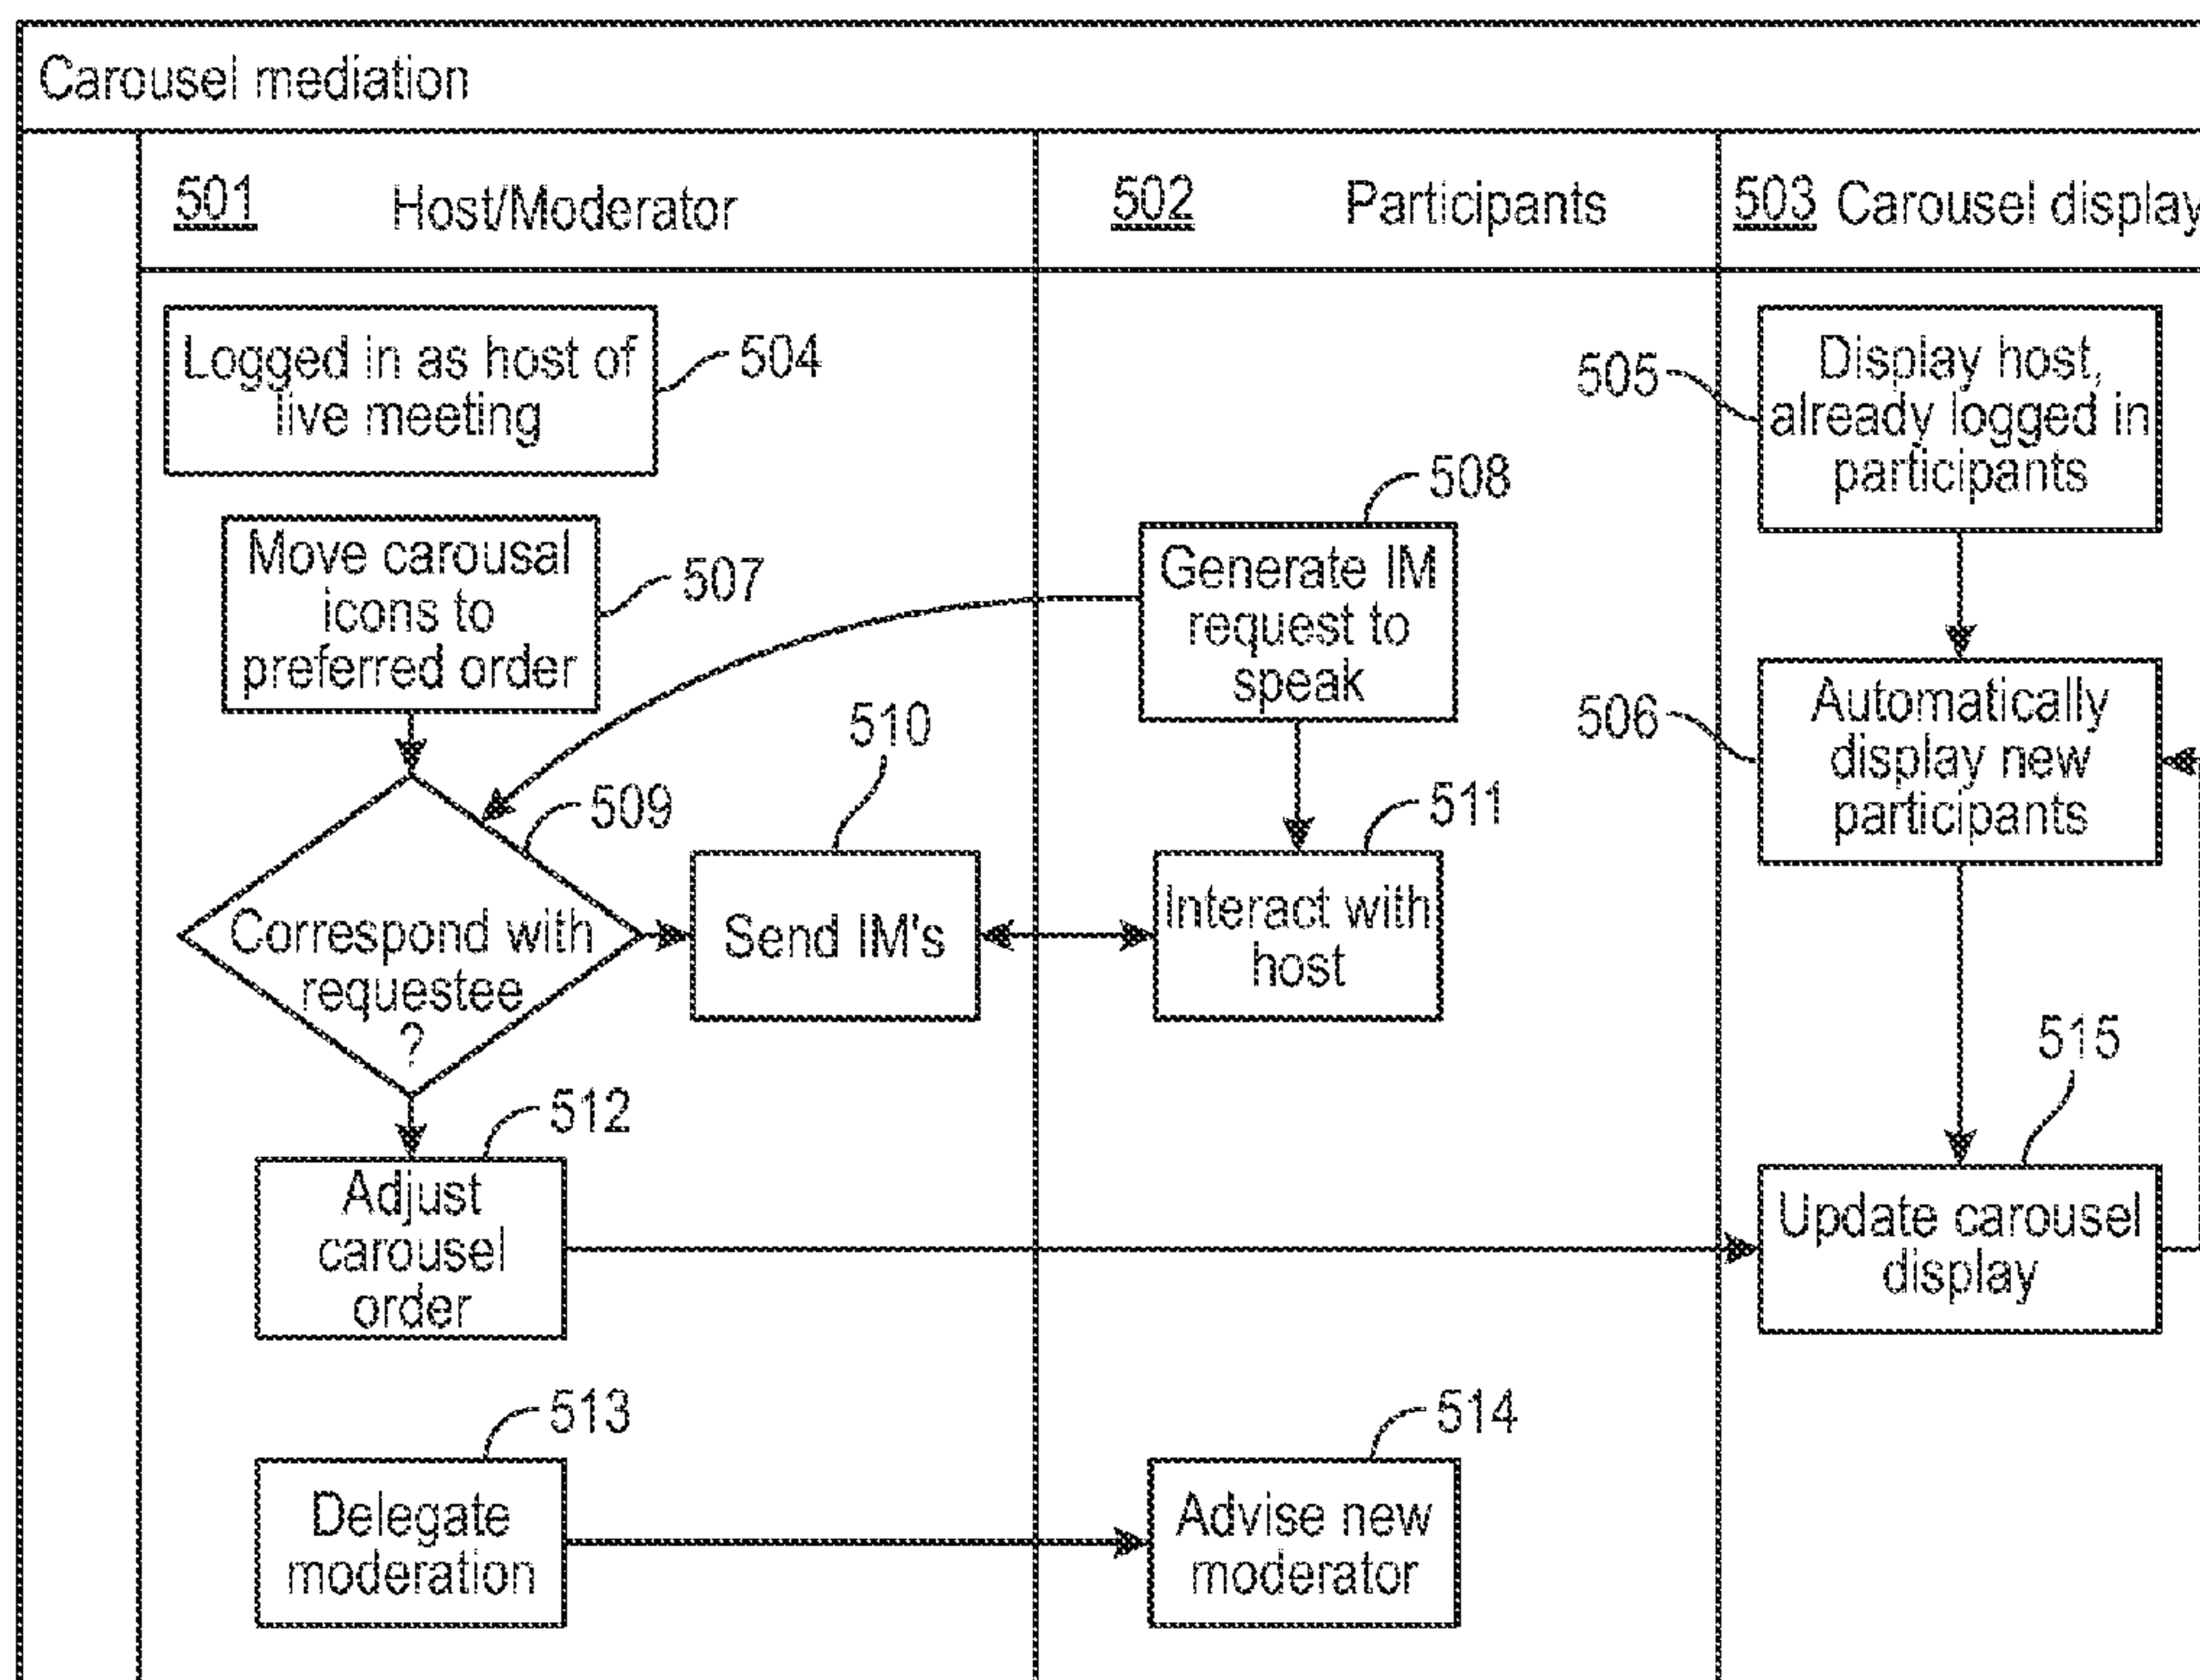 Carousel mediation
501 Host/Moderator
502 Participants
503 Carousel display
Logged in as host of
live meeting
504
505
Display host,
already logged in
participants
Move carousal
icons to
preferred order
507
508
Generate IM
request to
speak
506
Automatically
display new
participants
509
Correspond with
requestee
?
510
Send IM's
511
Interact with
host
512
Adjust
carousel
order
515
Update carousel
display
513
Delegate
moderation
514
Advise new
moderator